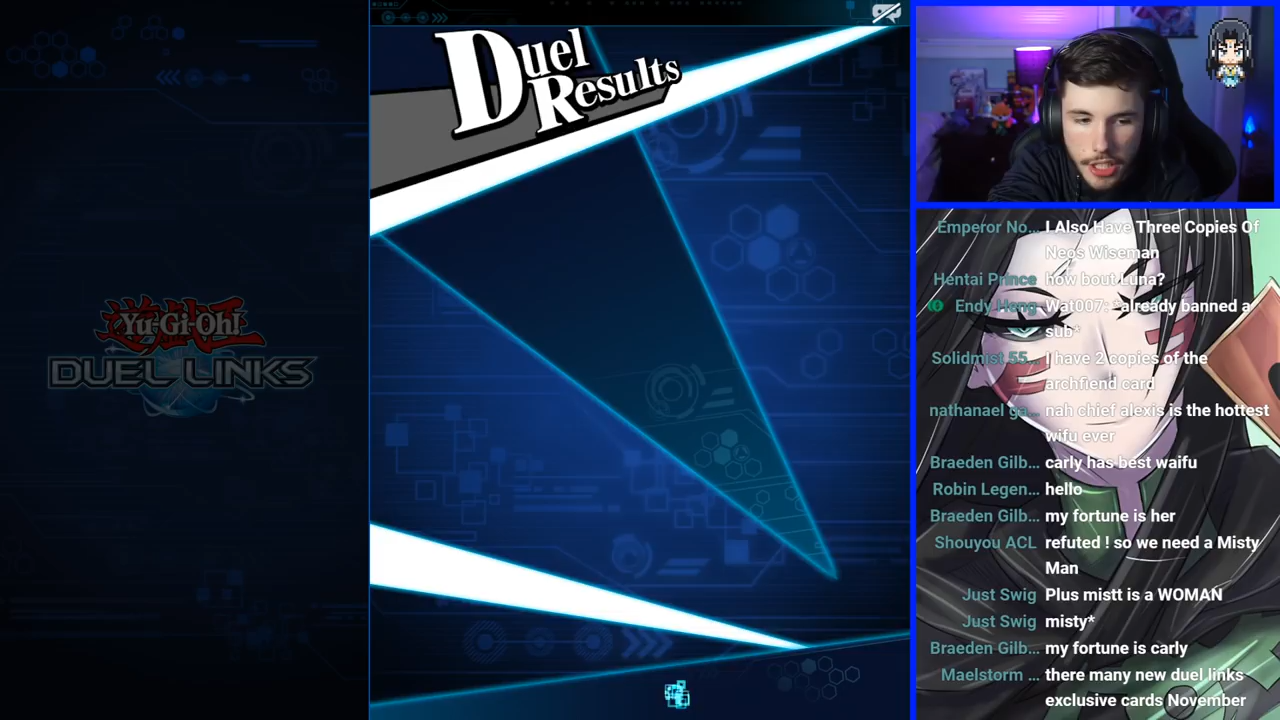 Duel
Results
Yu-Gi-Oh!
DUEL LINKS
Emperor No... I Also Have Three Copies Of
Neos Wiseman
Hentai Prince how bout Luna?
Endy Heng Wat007: *already banned a
sub*
Solidmist 55... I have 2 copies of the
archfiend card
nathanael ga... nah chief alexis is the hottest
wifu ever
Braeden Gilb... carly has best waifu
Robin Legen... hello
Braeden Gilb... my fortune is her
Shouyou ACL refuted ! so we need a Misty
Man
Just Swig Plus mistt is a WOMAN
Just Swig misty*
Braeden Gilb... my fortune is carly
Maelstorm ... there many new duel links
exclusive cards November